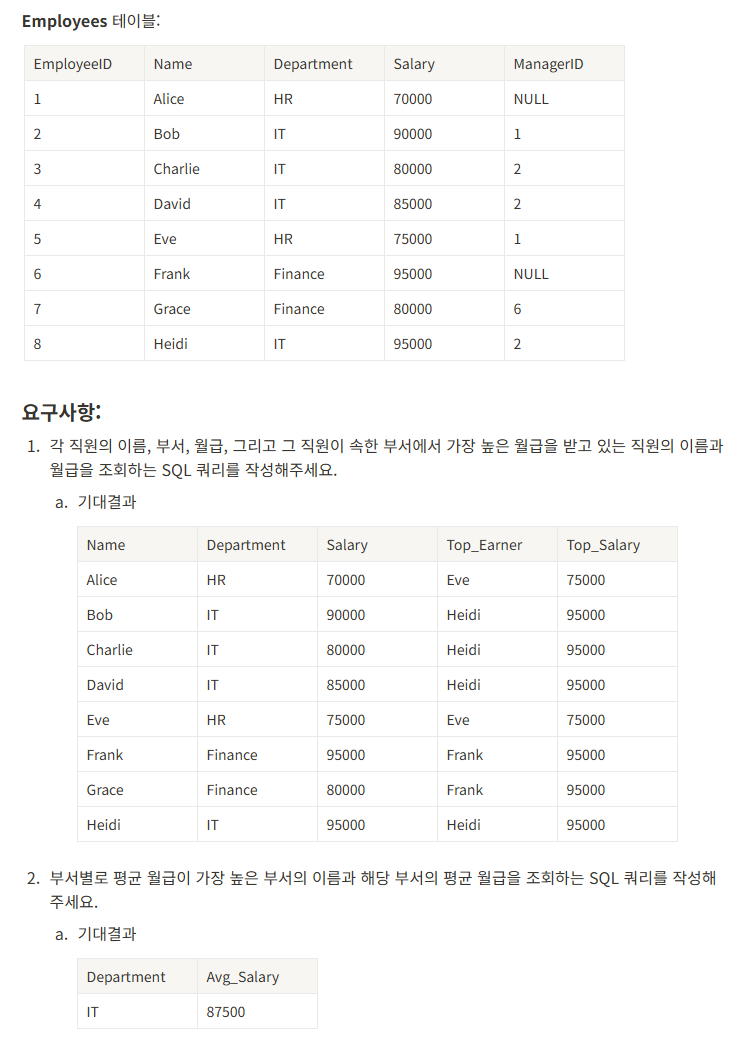 Employees 테이블:
EmployeeID Name Department Salary ManagerID
1 Alice HR 70000 NULL
2 Bob IT 90000 1
3 Charlie IT 80000 2
4 David IT 85000 2
5 Eve HR 75000 1
6 Frank Finance 95000 NULL
7 Grace Finance 80000 6
8 Heidi IT 95000 2
요구사항:
1. 각 직원의 이름, 부서, 월급, 그리고 그 직원이 속한 부서에서 가장 높은 월급을 받고 있는 직원의 이름과
월급을 조회하는 SQL 쿼리를 작성해주세요.
a. 기대결과
Name Department Salary Top_Earner Top_Salary
Alice HR 70000 Eve 75000
Bob IT 90000 Heidi 95000
Charlie IT 80000 Heidi 95000
David IT 85000 Heidi 95000
Eve HR 75000 Eve 75000
Frank Finance 95000 Frank 95000
Grace Finance 80000 Frank 95000
Heidi IT 95000 Heidi 95000
2. 부서별로 평균 월급이 가장 높은 부서의 이름과 해당 부서의 평균 월급을 조회하는 SQL 쿼리를 작성해
주세요.
a. 기대결과
Department Avg_Salary
IT 87500